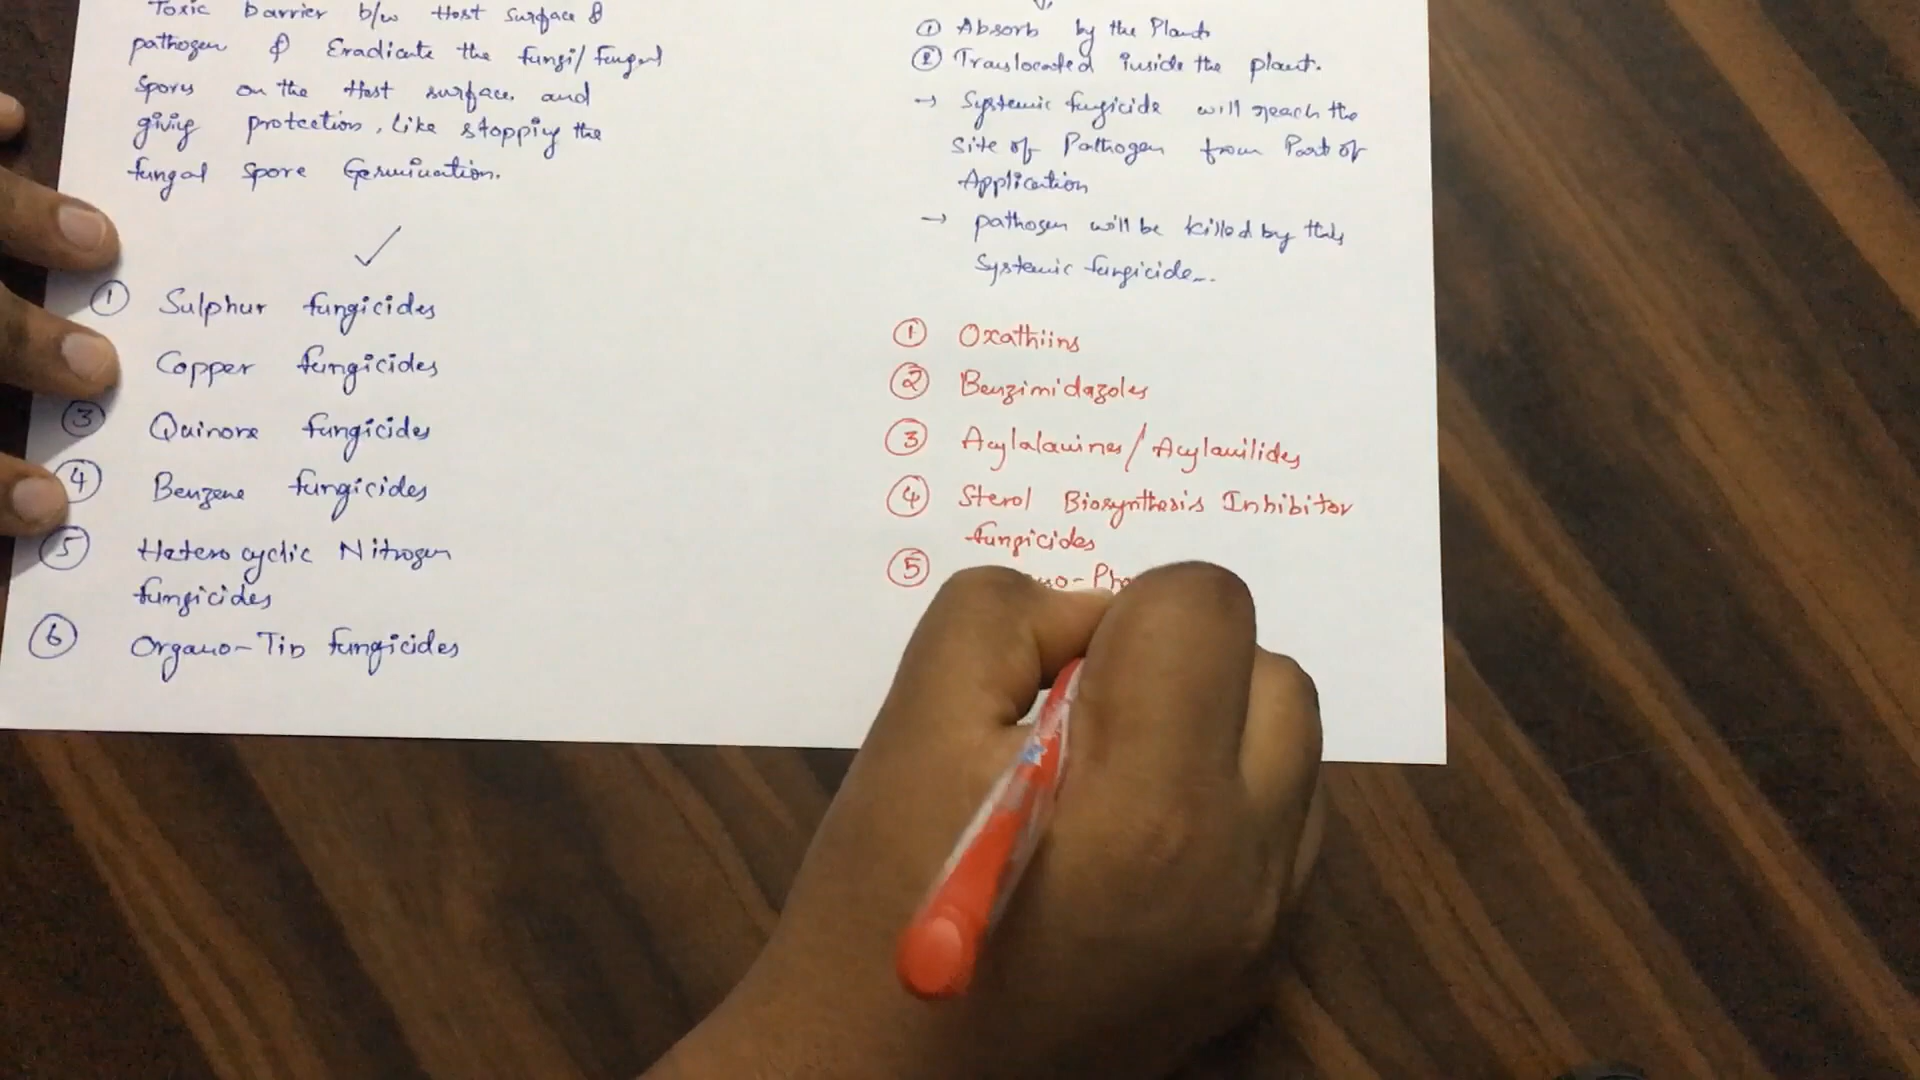 Toxic barrier b/w Host Surface &
pathogen & Eradicate the fungi/fungal
Spores on the Host surface and
giving protection, Like stopping the
fungal Spore Germination.
① Sulphur fungicides
Copper fungicides
③ Quinone fungicides
④ Benzene fungicides
⑤ Heterocyclic Nitrogen
fungicides
⑥ Organo-Tin fungicides
① Absorb by the Plant
② Translocated inside the plant.
→ Systemic fungicide will reach the
Site of Pathogen from Part of
Application
→ pathogen will be killed by this
Systemic fungicide...
① Oxathiins
② Benzimidazoles
③ Acylalanines/Acylanilides
④ Sterol Biosynthesis Inhibitor
fungicides
⑤